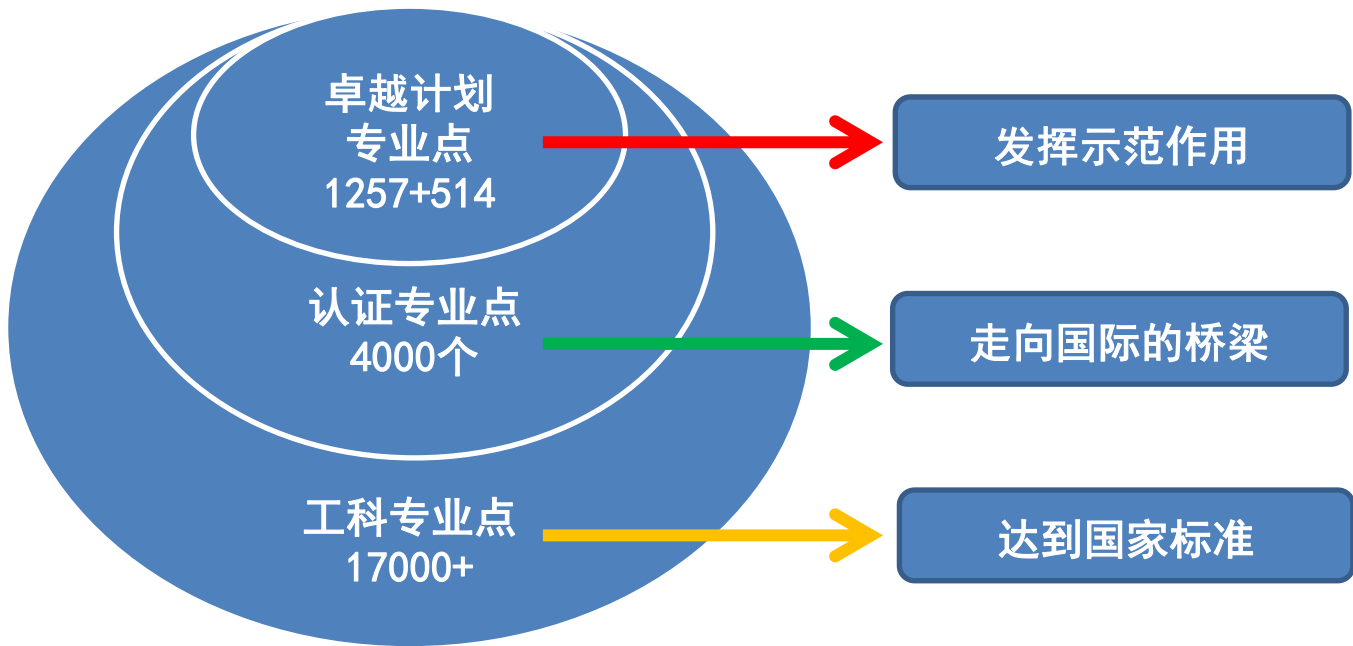 卓越计划
专业点
1257+514
发挥示范作用
认证专业点
4000个
走向国际的桥梁
工科专业点
17000+
达到国家标准